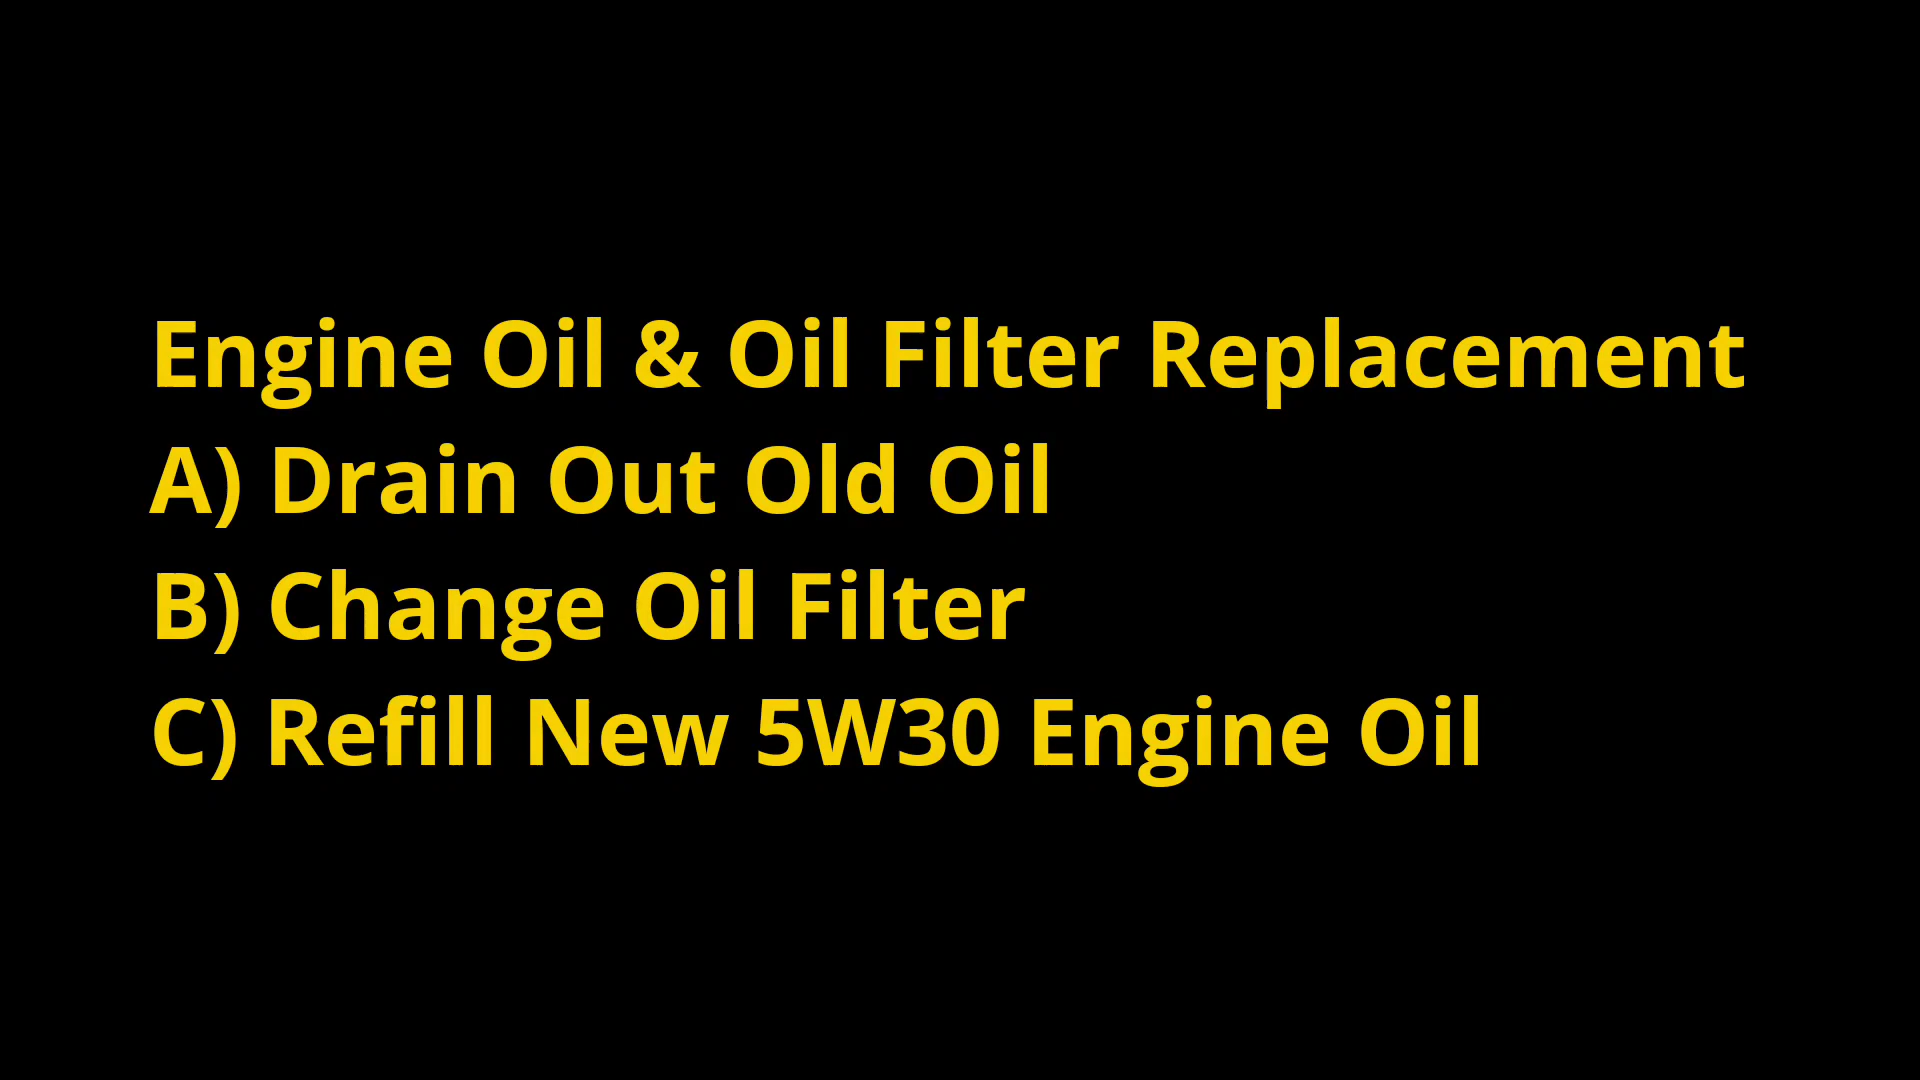 Engine Oil & Oil Filter Replacement
A) Drain Out Old Oil
B) Change Oil Filter
C) Refill New 5W30 Engine Oil